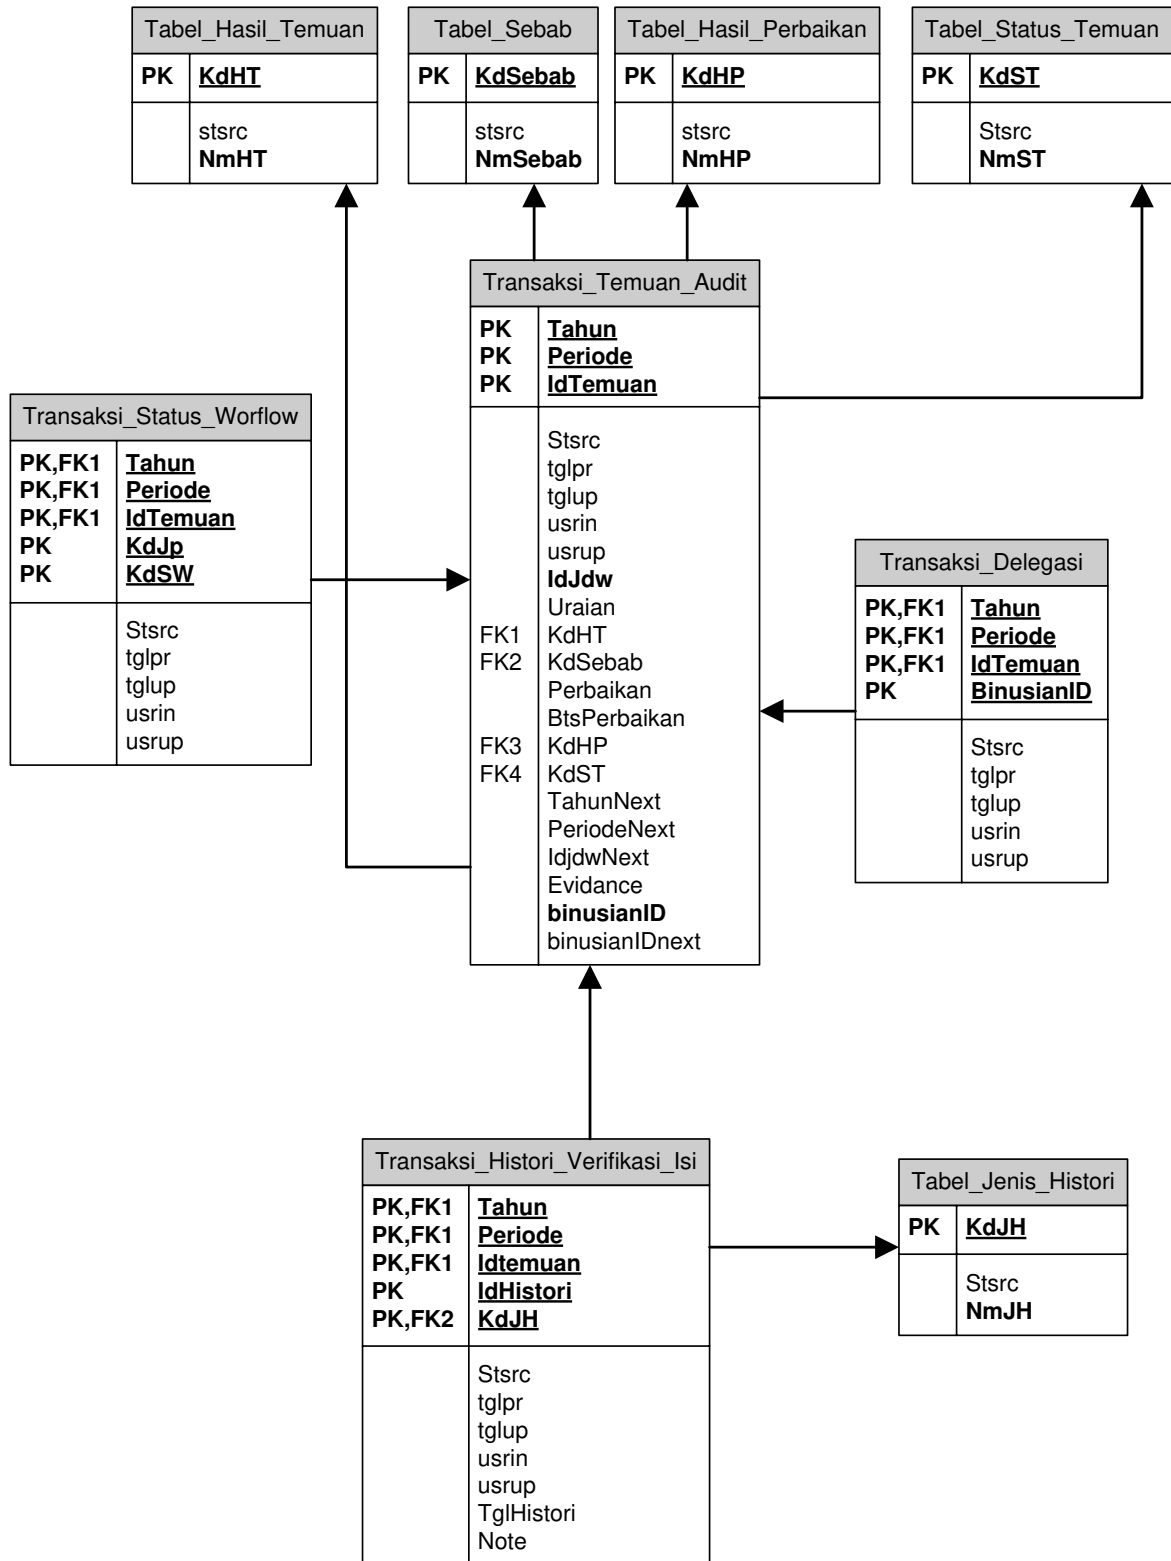 Tabel_Hasil_Temuan
PK KdHT
stsrc
NmHT
Tabel_Sebab
PK KdSebab
stsrc
NmSebab
Tabel_Hasil_Perbaikan
PK KdHP
stsrc
NmHP
Tabel_Status_Temuan
PK KdST
Stsrc
NmST
Transaksi_Temuan_Audit
PK Tahun
PK Periode
PK IdTemuan
Stsrc
tglpr
tglup
usrin
usrup
IdJdw
Uraian
FK1 KdHT
FK2 KdSebab
Perbaikan
BtsPerbaikan
FK3 KdHP
FK4 KdST
TahunNext
PeriodeNext
IdjdwNext
Evidance
binusianID
binusianIDnext
Transaksi_Status_Worflow
PK,FK1 Tahun
PK,FK1 Periode
PK,FK1 IdTemuan
PK KdJp
PK KdSW
Stsrc
tglpr
tglup
usrin
usrup
Transaksi_Delegasi
PK,FK1 Tahun
PK,FK1 Periode
PK,FK1 IdTemuan
PK BinusianID
Stsrc
tglpr
tglup
usrin
usrup
Transaksi_Histori_Verifikasi_Isi
PK,FK1 Tahun
PK,FK1 Periode
PK,FK1 Idtemuan
PK IdHistori
PK,FK2 KdJH
Stsrc
tglpr
tglup
usrin
usrup
TglHistori
Note
Tabel_Jenis_Histori
PK KdJH
Stsrc
NmJH